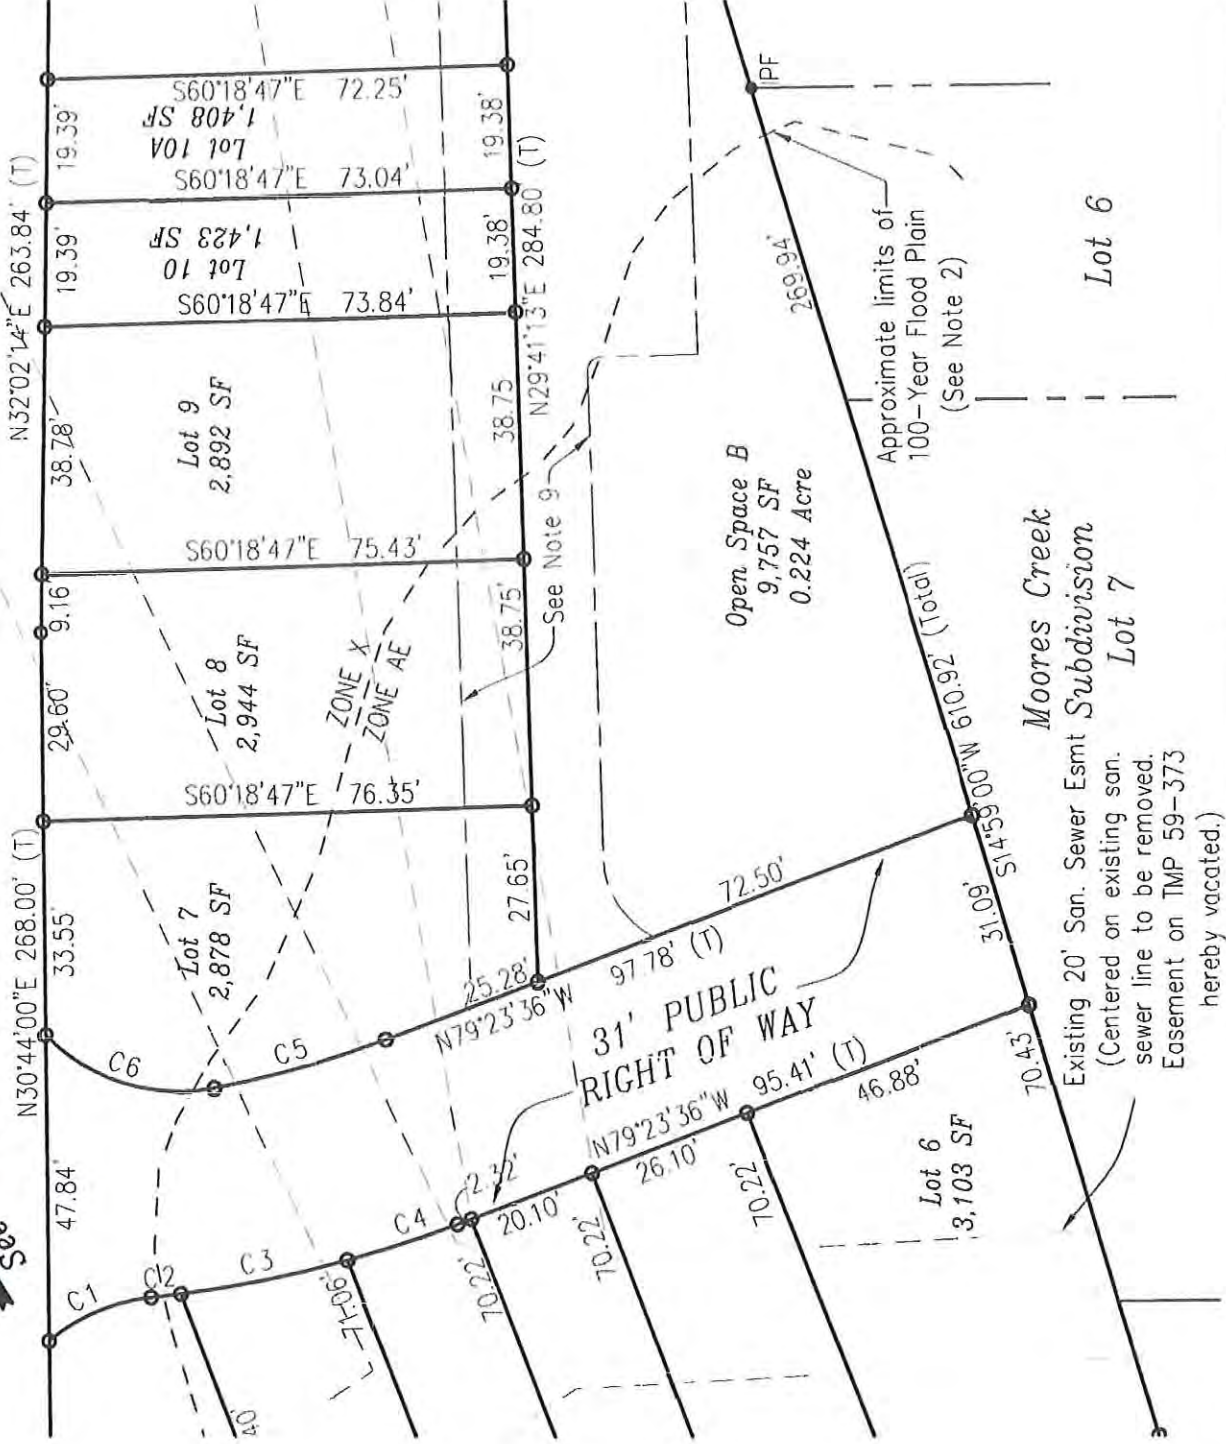 See
N30°44'00"E 268.00' (T)
N32°02'14"E 263.84' (T)
47.84'
33.55'
29.60'
9.16'
38.78'
19.39'
19.39'
C1
C2
C3
C4
C5
C6
Lot 7
2,878 SF
S60°18'47"E 76.35'
Lot 8
2,944 SF
ZONE X
ZONE AE
S60°18'47"E 75.43'
Lot 9
2,892 SF
S60°18'47"E 73.84'
Lot 10
1,423 SF
S60°18'47"E 73.04'
Lot 10A
1,408 SF
S60°18'47"E 72.25'
27.65'
38.75'
38.75
19.38'
19.38'
N29°41'13"E 284.80 (T)
See Note 9
25.28'
N79°23'36"W
97.78' (T)
72.50'
31' PUBLIC
RIGHT OF WAY
2.32'
20.10'
N79°23'36"W 95.41' (T)
26.10'
46.88'
40'
71.06'
70.22'
70.22'
70.22'
Lot 6
3,103 SF
Open Space B
9,757 SF
0.224 Acre
IPF
269.94'
S14°59'00"W 610.92' (Total)
31.09'
70.43'
Approximate limits of
100-Year Flood Plain
(See Note 2)
Lot 6
Moores Creek
Subdivision
Lot 7
Existing 20' San. Sewer Esmt
(Centered on existing san.
sewer line to be removed.
Easement on TMP 59-373
hereby vacated.)